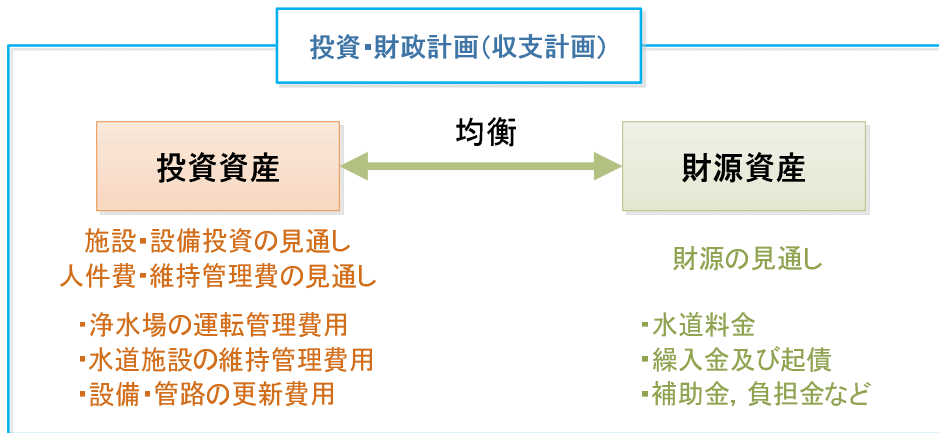 投資・財政計画（収支計画）
均衡
投資資産
財源資産
施設・設備投資の見通し
人件費・維持管理費の見通し
財源の見通し
・浄水場の運転管理費用
・水道施設の維持管理費用
・設備・管路の更新費用
・水道料金
・繰入金及び起債
・補助金，負担金など